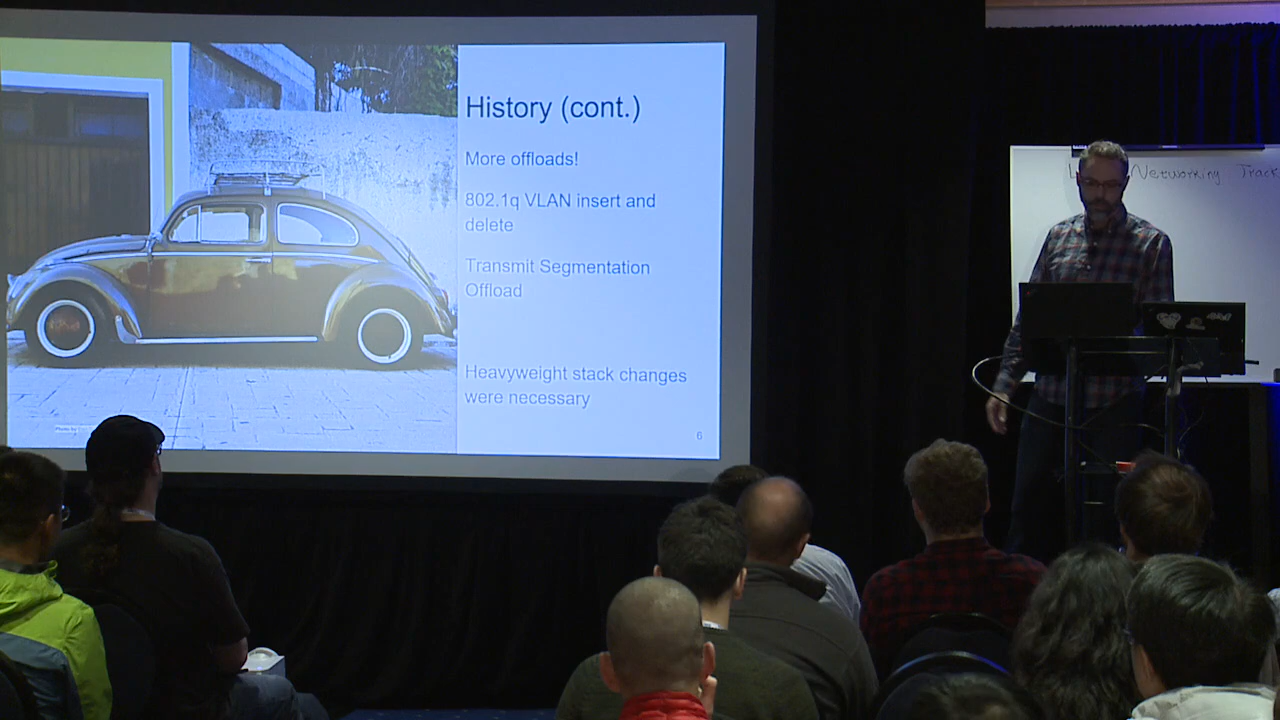 History (cont.)
More offloads!
802.1q VLAN insert and
delete
Transmit Segmentation
Offload
Heavyweight stack changes
were necessary
6
Networking Track